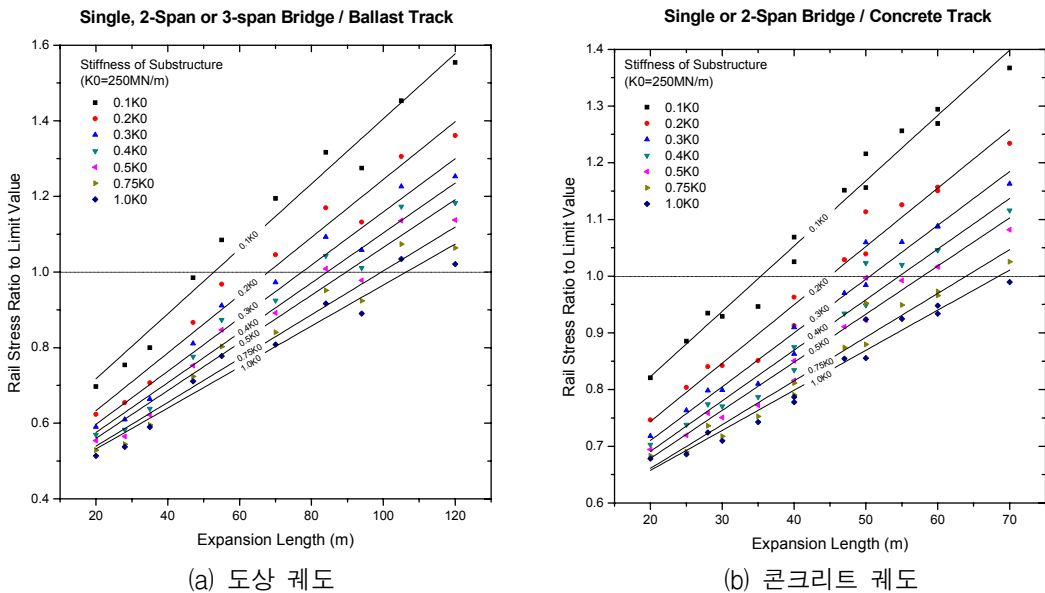 Single, 2-Span or 3-span Bridge / Ballast Track
1.6
1.4
1.2
1.0
0.8
0.6
0.4
Rail Stress Ratio to Limit Value
Stiffness of Substructure
(K0=250MN/m)
0.1K0
0.2K0
0.3K0
0.4K0
0.5K0
0.75K0
1.0K0
0.1K0
0.2K0
0.3K0
0.4K0
0.5K0
0.75K0
1.0K0
20 40 60 80 100 120
Expansion Length (m)
(a) 도상 궤도
Single or 2-Span Bridge / Concrete Track
1.4
1.3
1.2
1.1
1.0
0.9
0.8
0.7
0.6
Rail Stress Ratio to Limit Value
Stiffness of Substructure
(K0=250MN/m)
0.1K0
0.2K0
0.3K0
0.4K0
0.5K0
0.75K0
1.0K0
0.1K0
0.2K0
0.3K0
0.4K0
0.5K0
0.75K0
1.0K0
20 30 40 50 60 70
Expansion Length (m)
(b) 콘크리트 궤도